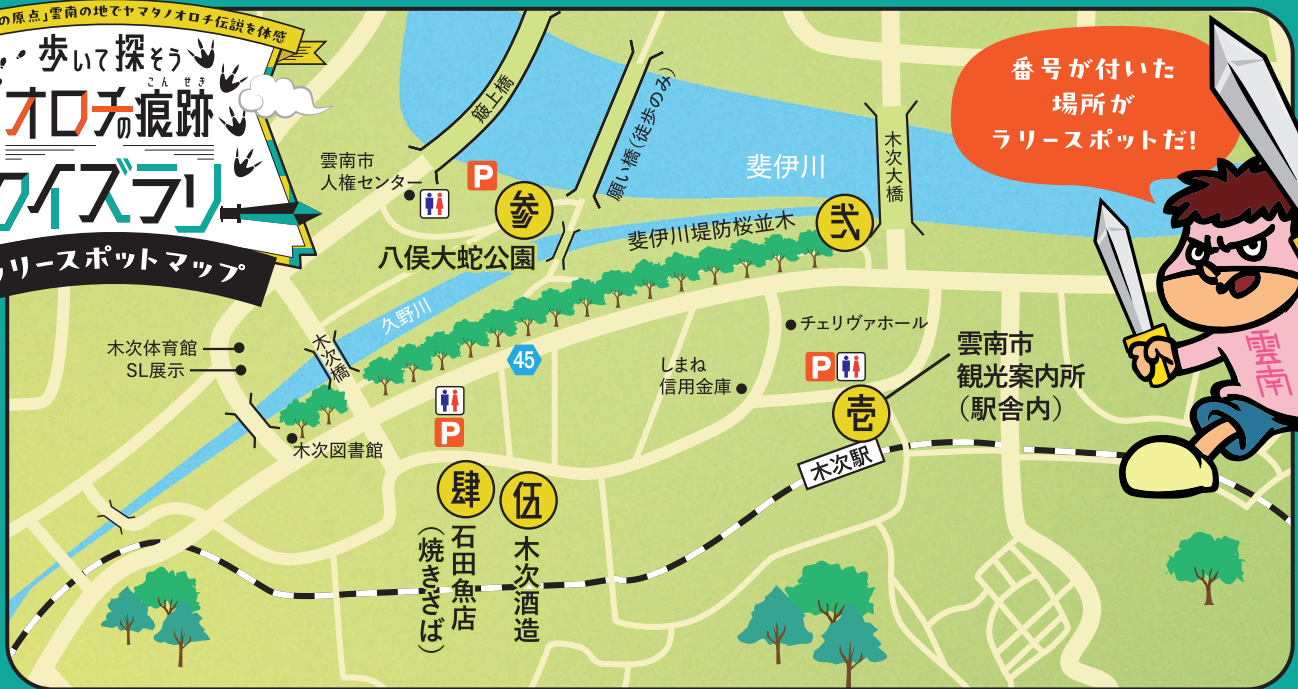 の原点」雲南の地でヤマタノオロチ伝説を体感
歩いて探そう
オロチの痕跡
こん せき
クイズラリ
ラリースポットマップ
番号が付いた
場所が
ラリースポットだ!
簸上橋
願い橋(徒歩のみ)
木次大橋
斐伊川
雲南市
人権センター
P
参
八俣大蛇公園
斐伊川堤防桜並木
弐
久野川
木次橋
木次体育館
SL展示
45
チェリヴァホール
しまね
信用金庫
P
壱
雲南市
観光案内所
(駅舎内)
木次駅
木次図書館
P
肆
石田魚店
(焼きさば)
伍
木次酒造
雲南